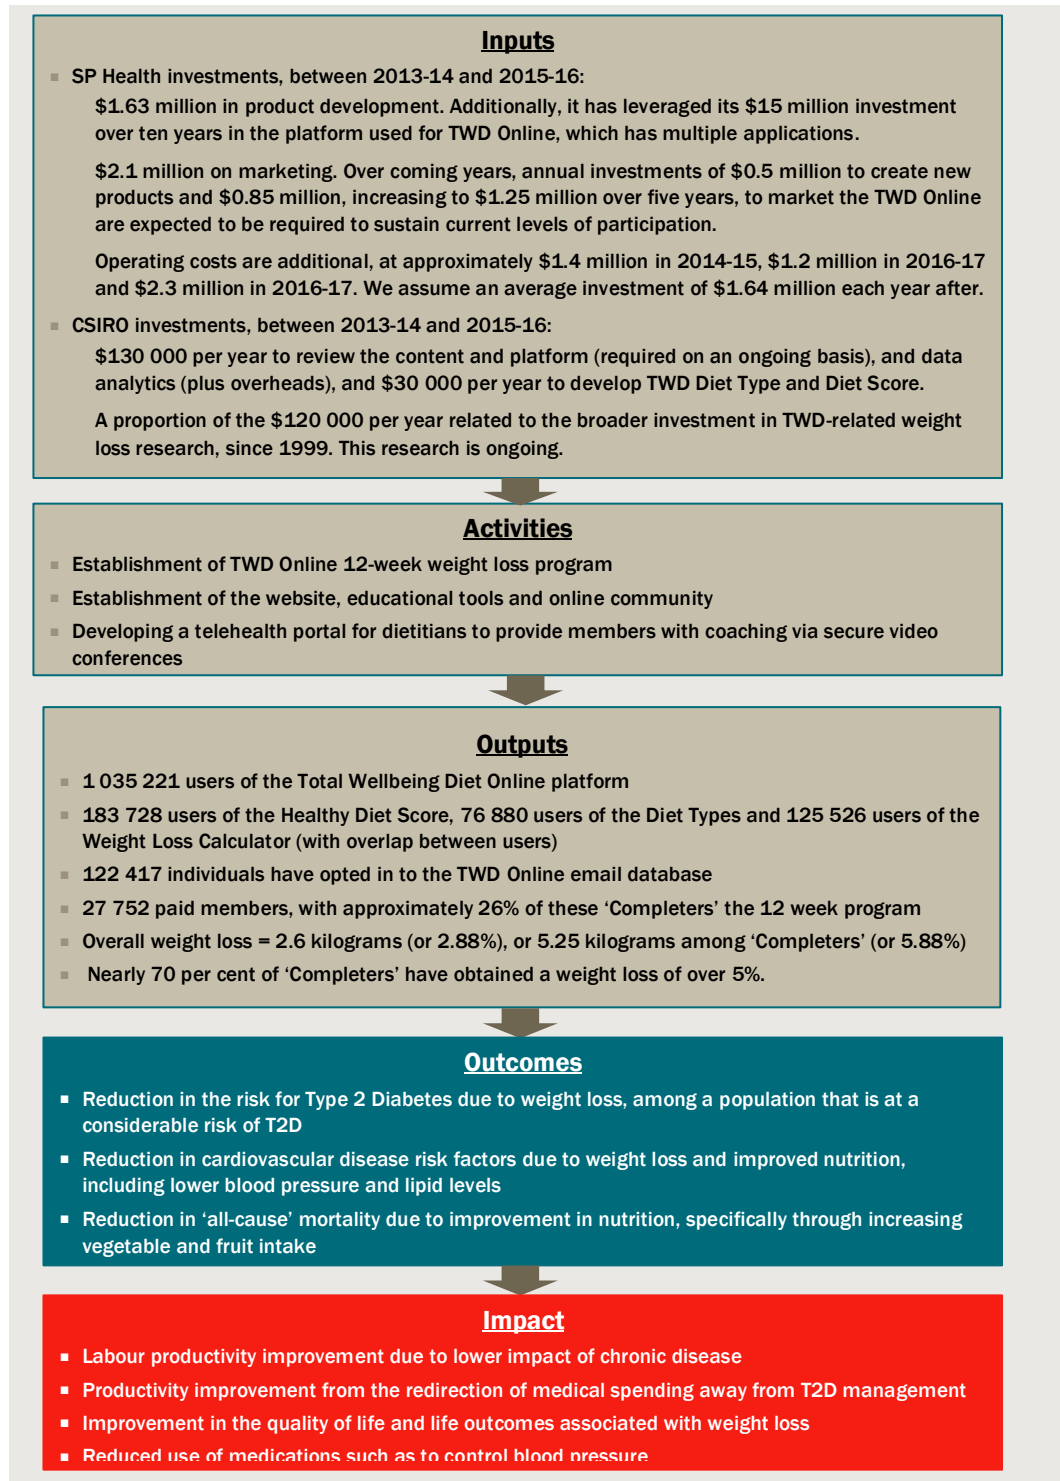 Inputs
SP Health investments, between 2013-14 and 2015-16:
$1.63 million in product development. Additionally, it has leveraged its $15 million investment
over ten years in the platform used for TWD Online, which has multiple applications.
$2.1 million on marketing. Over coming years, annual investments of $0.5 million to create new
products and $0.85 million, increasing to $1.25 million over five years, to market the TWD Online
are expected to be required to sustain current levels of participation.
Operating costs are additional, at approximately $1.4 million in 2014-15, $1.2 million in 2016-17
and $2.3 million in 2016-17. We assume an average investment of $1.64 million each year after.
CSIRO investments, between 2013-14 and 2015-16:
$130 000 per year to review the content and platform (required on an ongoing basis), and data
analytics (plus overheads), and $30 000 per year to develop TWD Diet Type and Diet Score.
A proportion of the $120 000 per year related to the broader investment in TWD-related weight
loss research, since 1999. This research is ongoing.
Activities
Establishment of TWD Online 12-week weight loss program
Establishment of the website, educational tools and online community
Developing a telehealth portal for dietitians to provide members with coaching via secure video
conferences
Outputs
1 035 221 users of the Total Wellbeing Diet Online platform
183 728 users of the Healthy Diet Score, 76 880 users of the Diet Types and 125 526 users of the
Weight Loss Calculator (with overlap between users)
122 417 individuals have opted in to the TWD Online email database
27 752 paid members, with approximately 26% of these ‘Completers’ the 12 week program
Overall weight loss = 2.6 kilograms (or 2.88%), or 5.25 kilograms among ‘Completers’ (or 5.88%)
Nearly 70 per cent of ‘Completers’ have obtained a weight loss of over 5%.
Outcomes
Reduction in the risk for Type 2 Diabetes due to weight loss, among a population that is at a
considerable risk of T2D
Reduction in cardiovascular disease risk factors due to weight loss and improved nutrition,
including lower blood pressure and lipid levels
Reduction in ‘all-cause’ mortality due to improvement in nutrition, specifically through increasing
vegetable and fruit intake
Impact
Labour productivity improvement due to lower impact of chronic disease
Productivity improvement from the redirection of medical spending away from T2D management
Improvement in the quality of life and life outcomes associated with weight loss
Reduced use of medications such as to control blood pressure